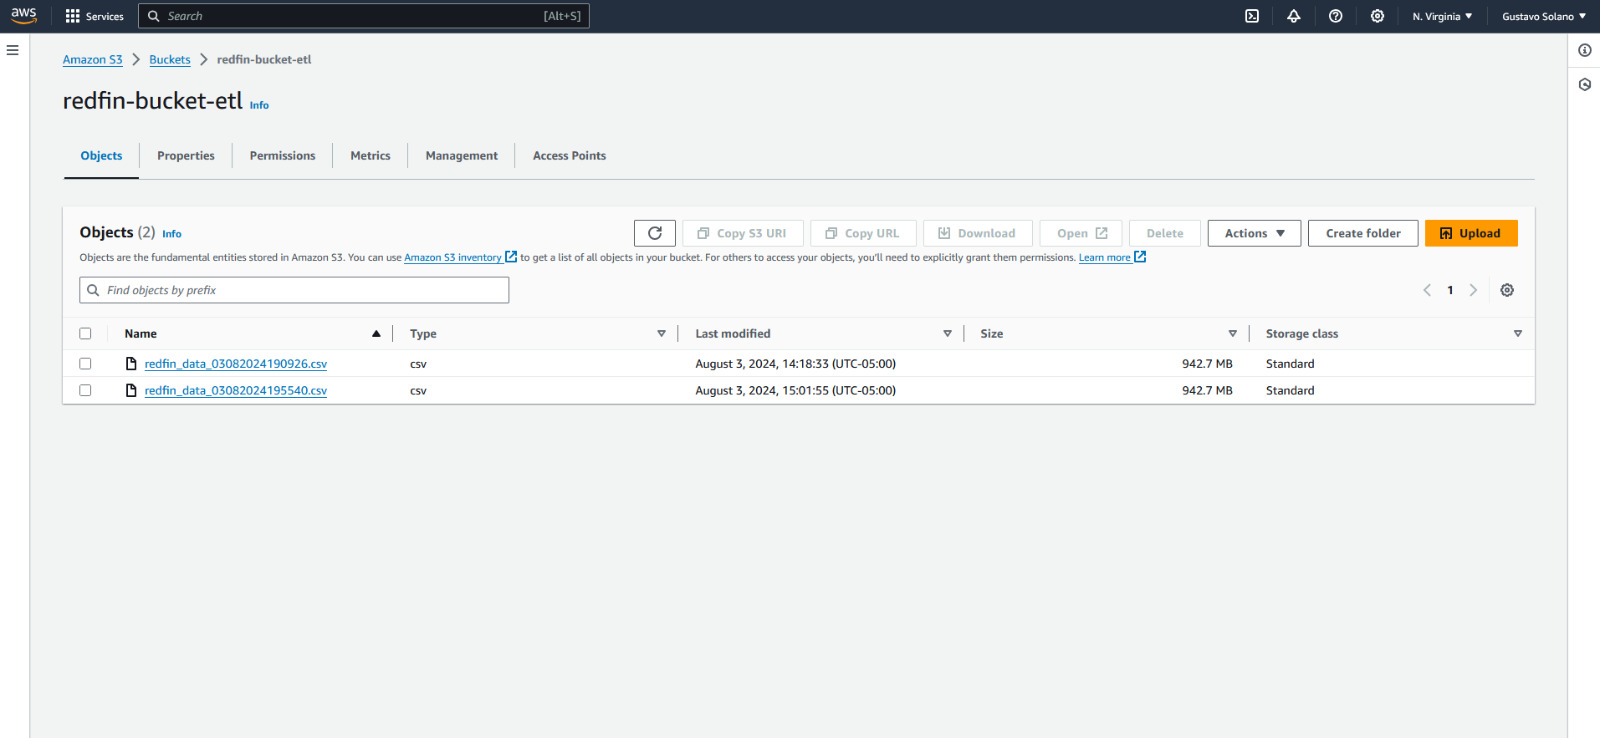 aws Services Search [Alt+S] N. Virginia Gustavo Solano
Amazon S3 Buckets redfin-bucket-etl
redfin-bucket-etl Info
Objects Properties Permissions Metrics Management Access Points
Objects (2) Info Copy S3 URI Copy URL Download Open Delete Actions Create folder Upload
Objects are the fundamental entities stored in Amazon S3. You can use Amazon S3 inventory to get a list of all objects in your bucket. For others to access your objects, you'll need to explicitly grant them permissions. Learn more
Find objects by prefix 1
Name Type Last modified Size Storage class
redfin_data_03082024190926.csv csv August 3, 2024, 14:18:33 (UTC-05:00) 942.7 MB Standard
redfin_data_03082024195540.csv csv August 3, 2024, 15:01:55 (UTC-05:00) 942.7 MB Standard